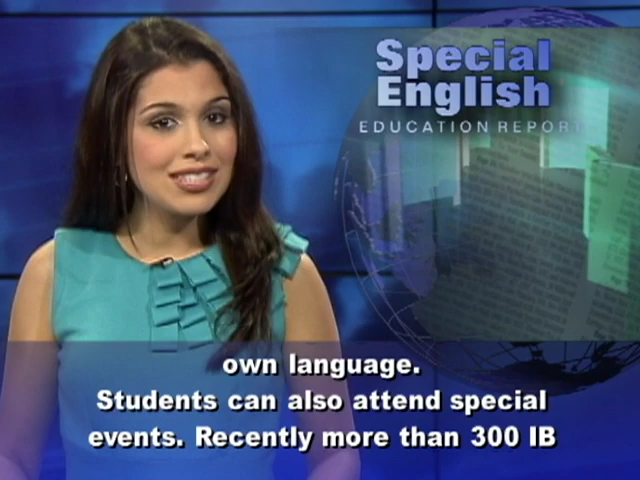 Special
English
EDUCATION REPORT
own language.
Students can also attend special
events. Recently more than 300 IB